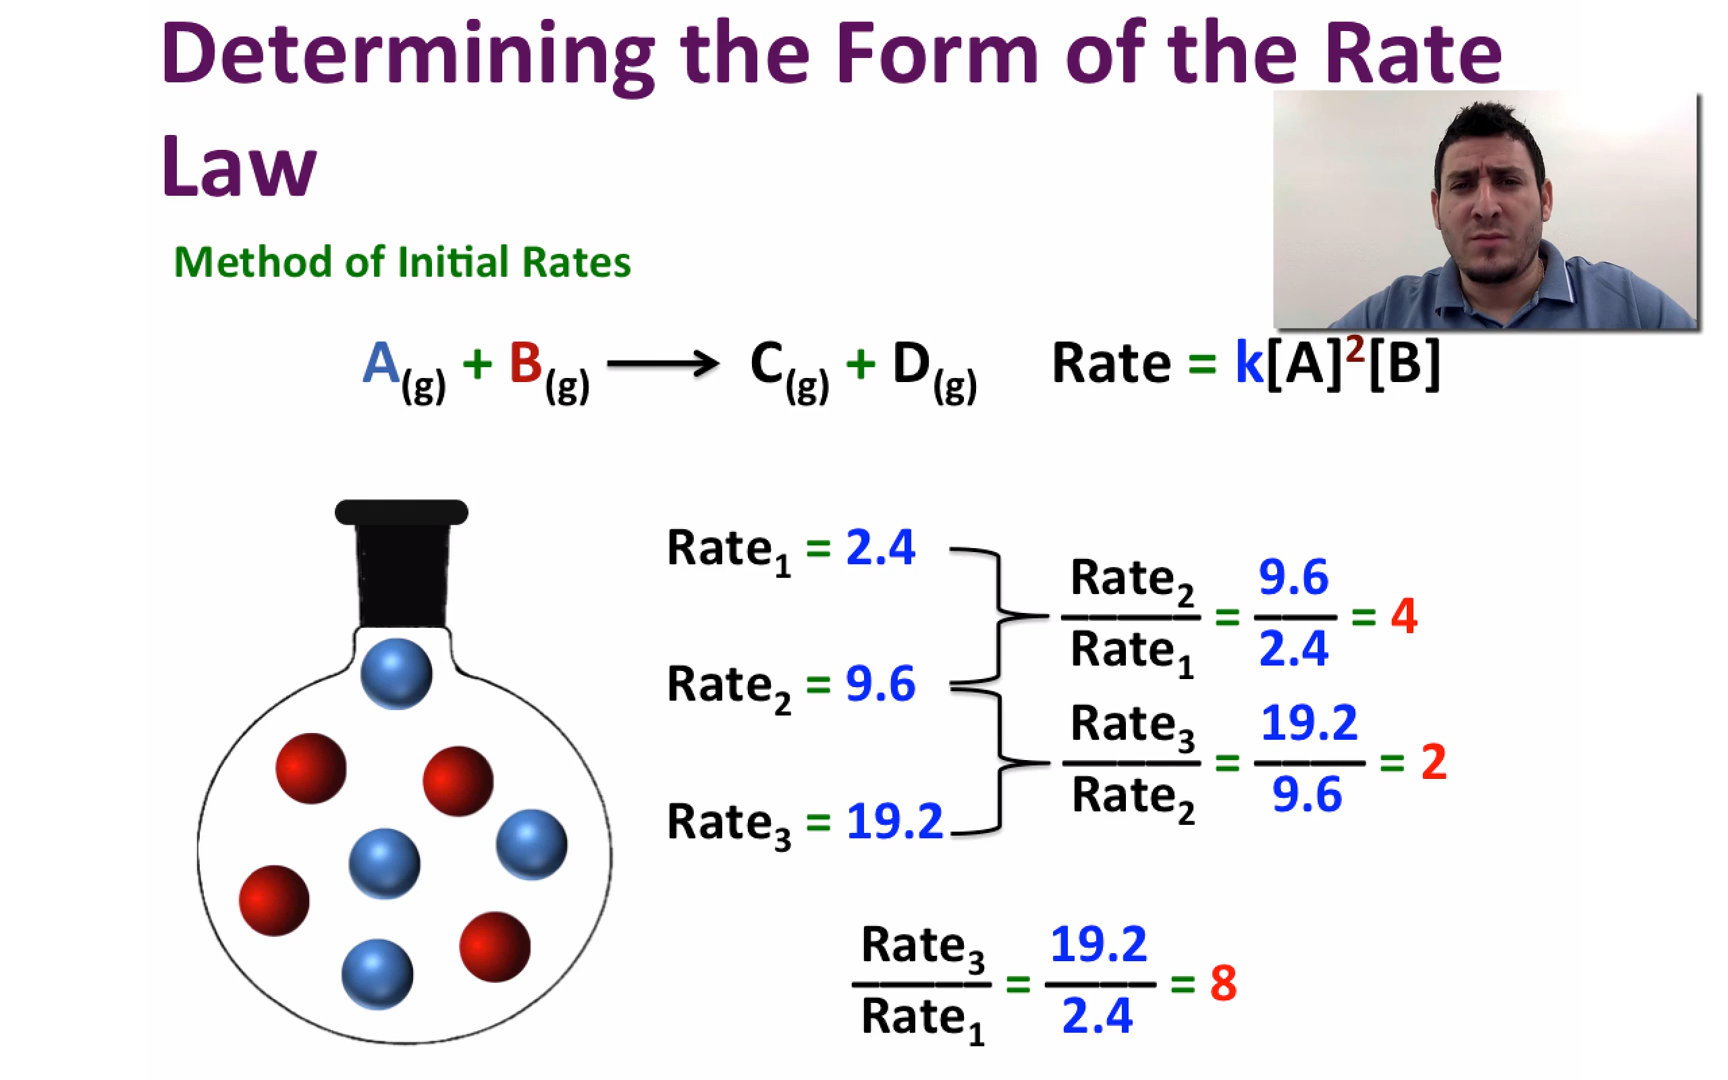 Determining the Form of the Rate
Law
Method of Initial Rates
A(g) + B(g) ⟶ C(g) + D(g)   Rate = k[A]²[B]
Rate₁ = 2.4
Rate₂ = 9.6
Rate₃ = 19.2
Rate₂ / Rate₁ = 9.6 / 2.4 = 4
Rate₃ / Rate₂ = 19.2 / 9.6 = 2
Rate₃ / Rate₁ = 19.2 / 2.4 = 8